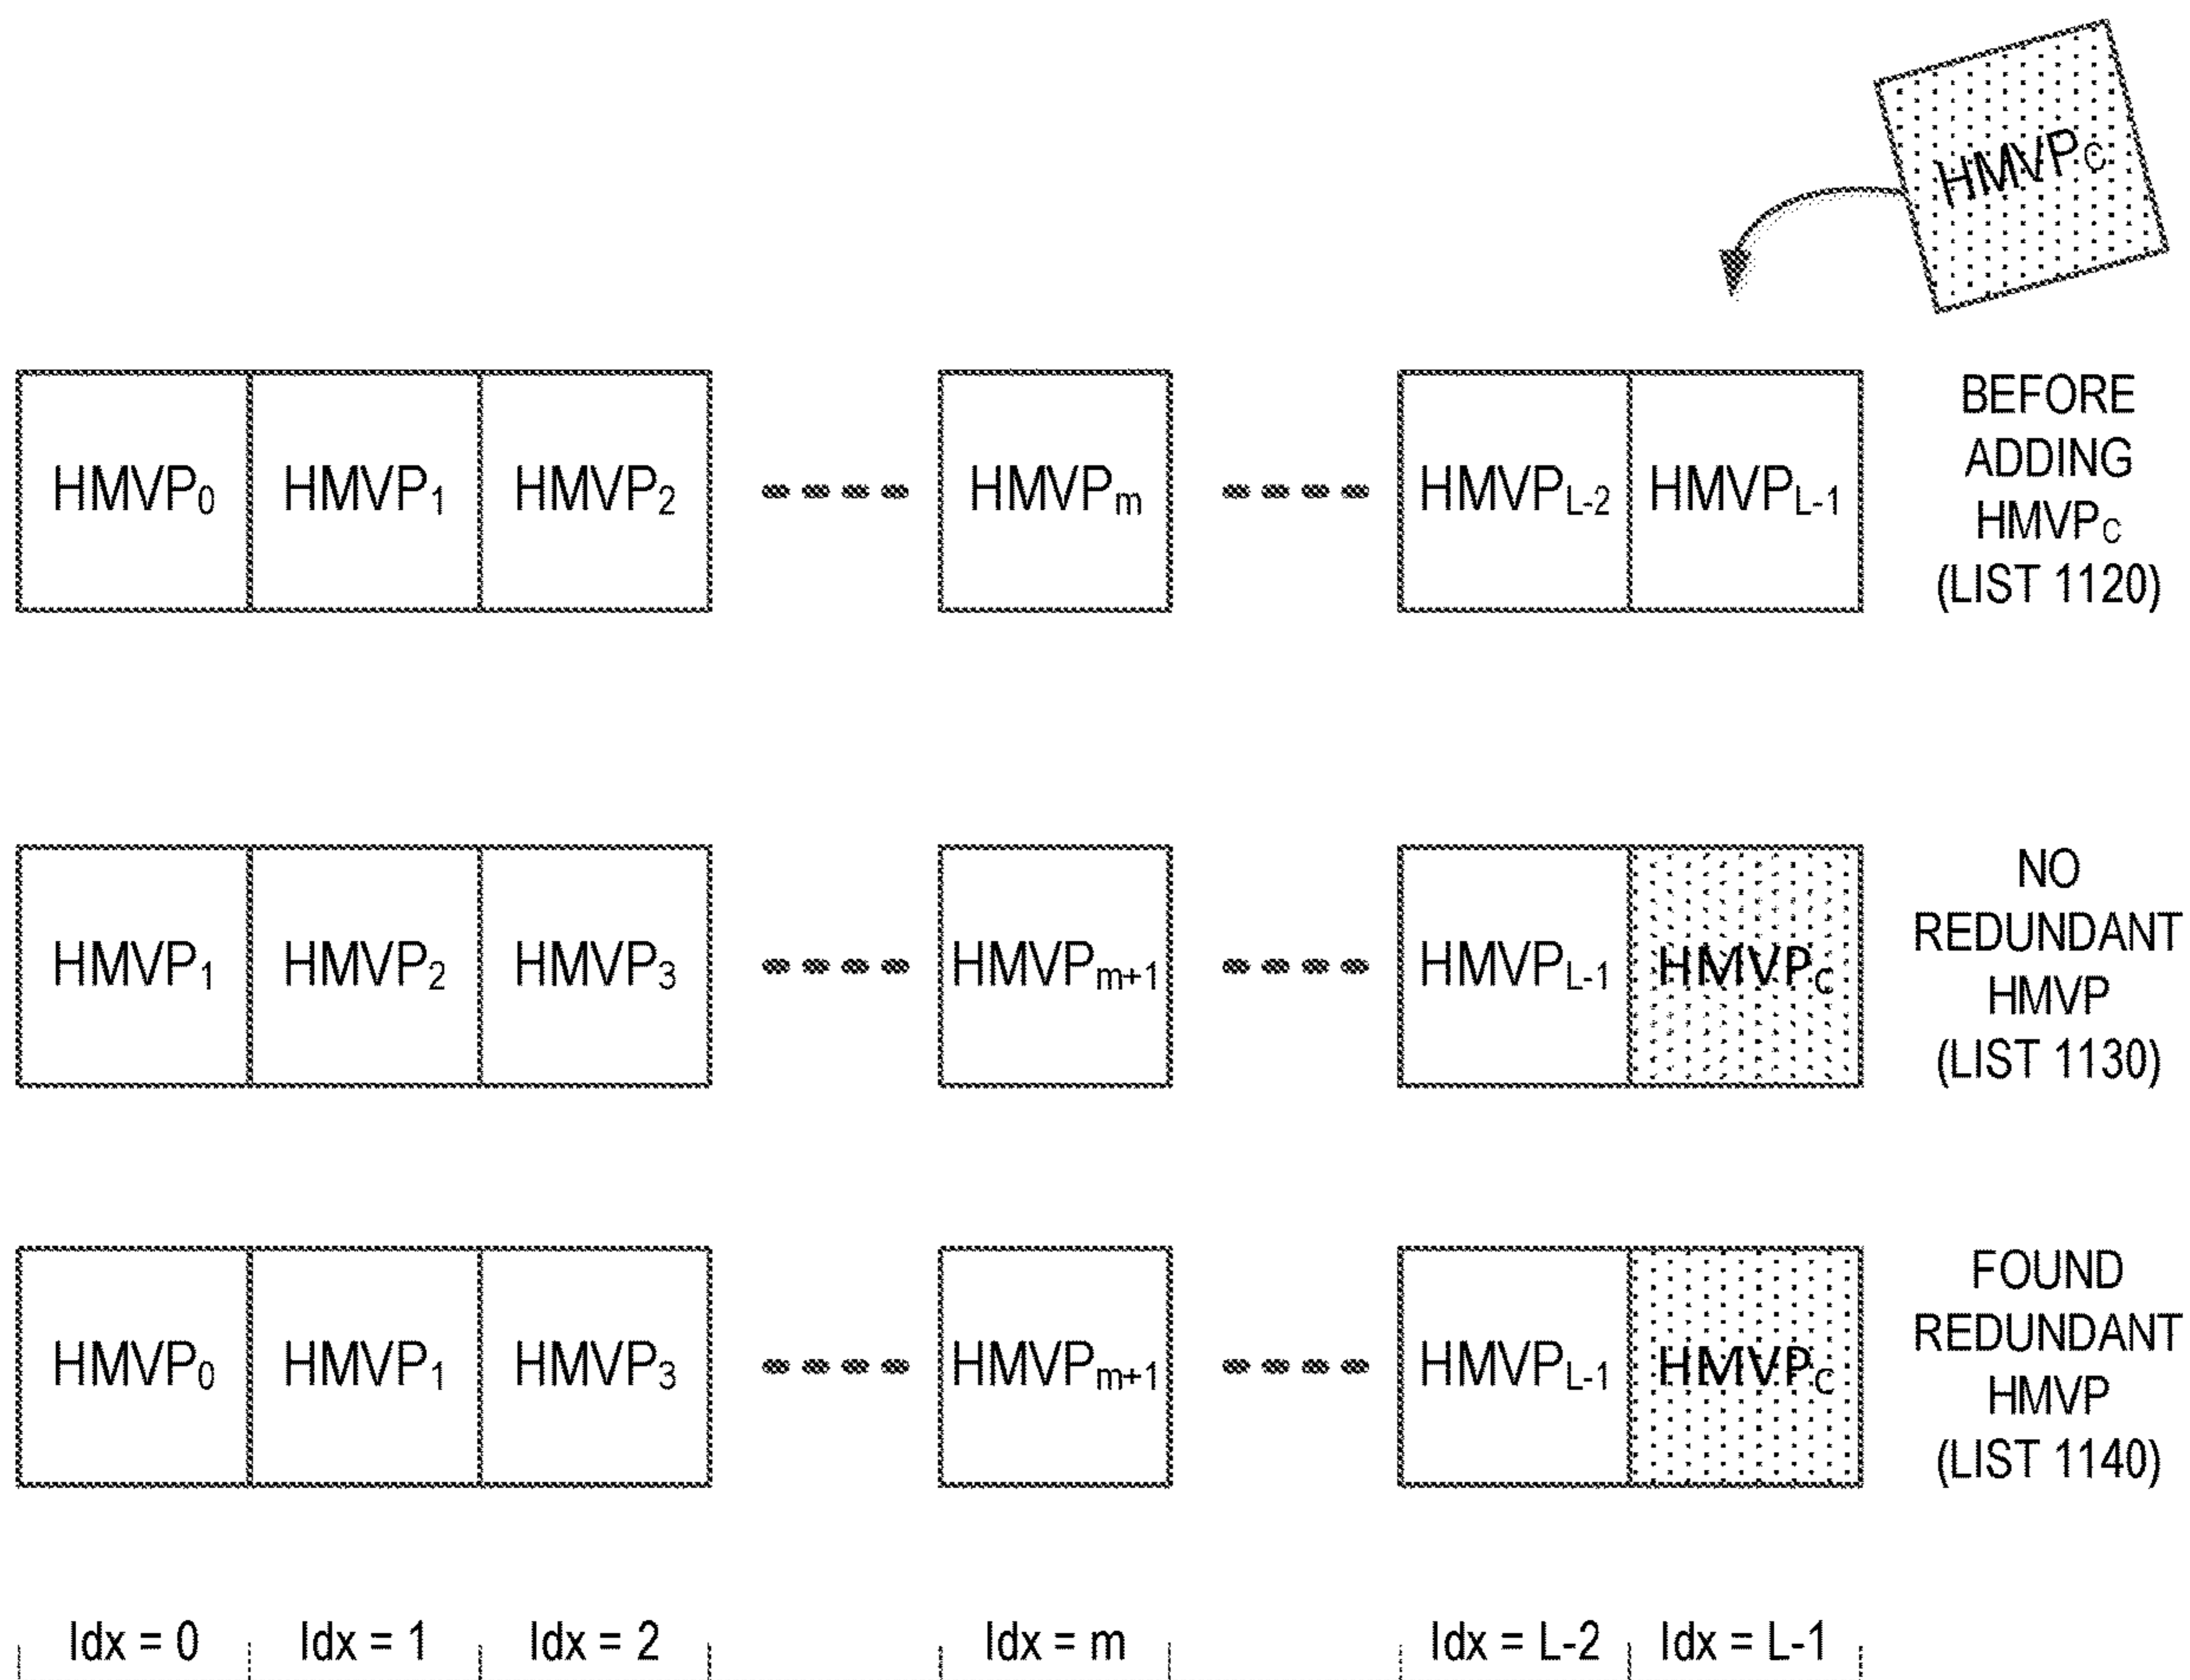 HMVPC
HMVP0 HMVP1 HMVP2 HMVPm HMVPL-2 HMVPL-1
BEFORE
ADDING
HMVPC
(LIST 1120)
HMVP1 HMVP2 HMVP3 HMVPm+1 HMVPL-1 HMVPC
NO
REDUNDANT
HMVP
(LIST 1130)
HMVP0 HMVP1 HMVP3 HMVPm+1 HMVPL-1 HMVPC
FOUND
REDUNDANT
HMVP
(LIST 1140)
Idx = 0 Idx = 1 Idx = 2 Idx = m Idx = L-2 Idx = L-1